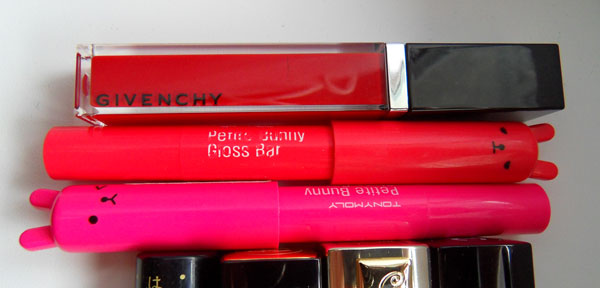 GIVENCHY
Petite Bunny
Gloss Bar
TONYMOLY
Petite Bunny